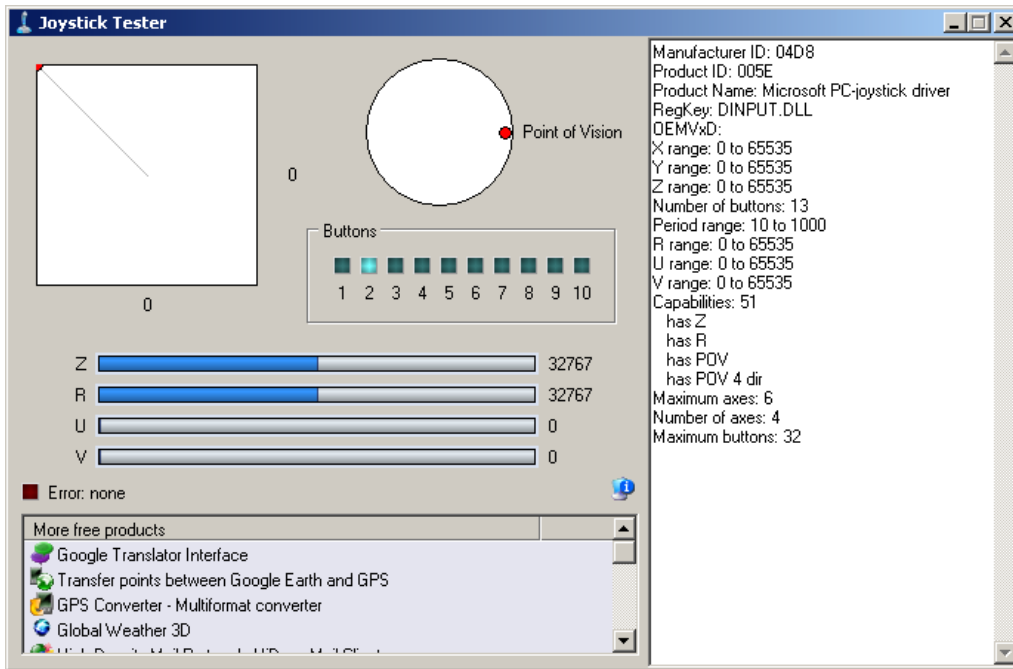 Joystick Tester
0
0
Point of Vision
Buttons
1 2 3 4 5 6 7 8 9 10
Z 32767
R 32767
U 0
V 0
Error: none
More free products
Google Translator Interface
Transfer points between Google Earth and GPS
GPS Converter - Multiformat converter
Global Weather 3D
Manufacturer ID: 04D8
Product ID: 005E
Product Name: Microsoft PC-joystick driver
RegKey: DINPUT.DLL
OEMVxD:
X range: 0 to 65535
Y range: 0 to 65535
Z range: 0 to 65535
Number of buttons: 13
Period range: 10 to 1000
R range: 0 to 65535
U range: 0 to 65535
V range: 0 to 65535
Capabilities: 51
has Z
has R
has POV
has POV 4 dir
Maximum axes: 6
Number of axes: 4
Maximum buttons: 32